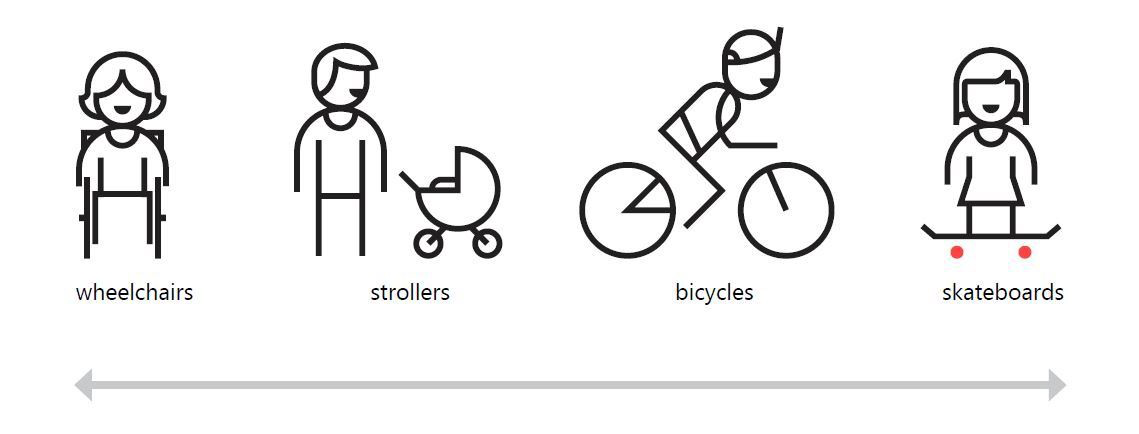 wheelchairs
strollers
bicycles
skateboards